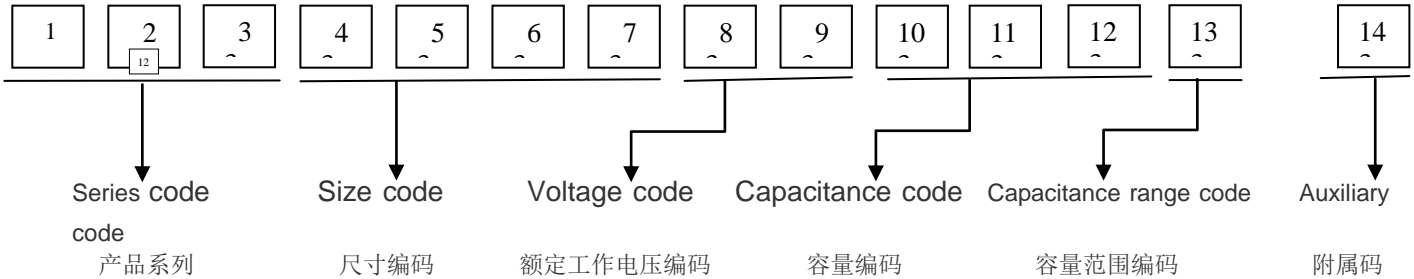 1 2 3 4 5 6 7 8 9 10 11 12 13 14
12
Series code Size code Voltage code Capacitance code Capacitance range code Auxiliary
code
产品系列 尺寸编码 额定工作电压编码 容量编码 容量范围编码 附属码